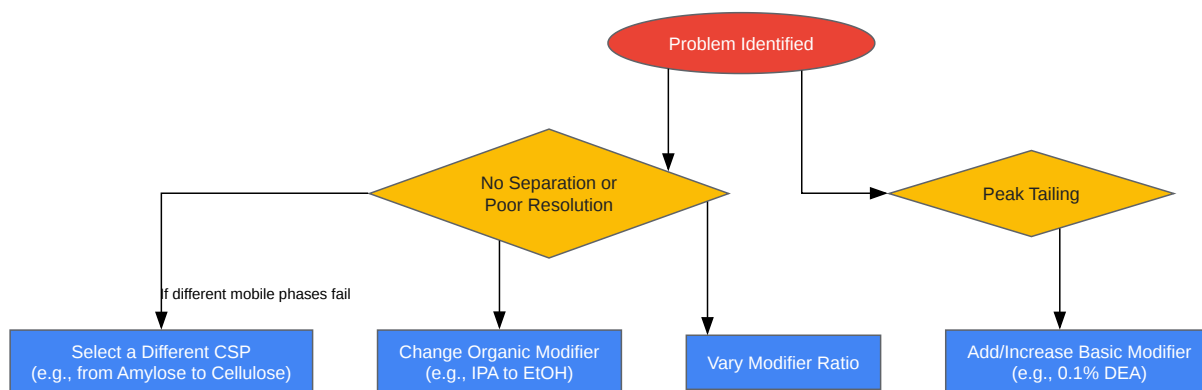 Problem Identified
No Separation or
Poor Resolution
Peak Tailing
If different mobile phases fail
Select a Different CSP
(e.g., from Amylose to Cellulose)
Change Organic Modifier
(e.g., IPA to EtOH)
Vary Modifier Ratio
Add/Increase Basic Modifier
(e.g., 0.1% DEA)